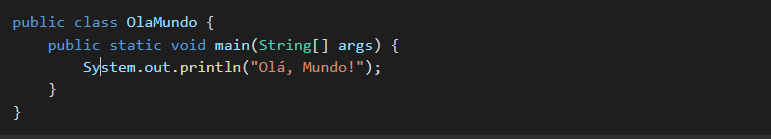 public class OlaMundo {
    public static void main(String[] args) {
        System.out.println("Olá, Mundo!");
    }
}